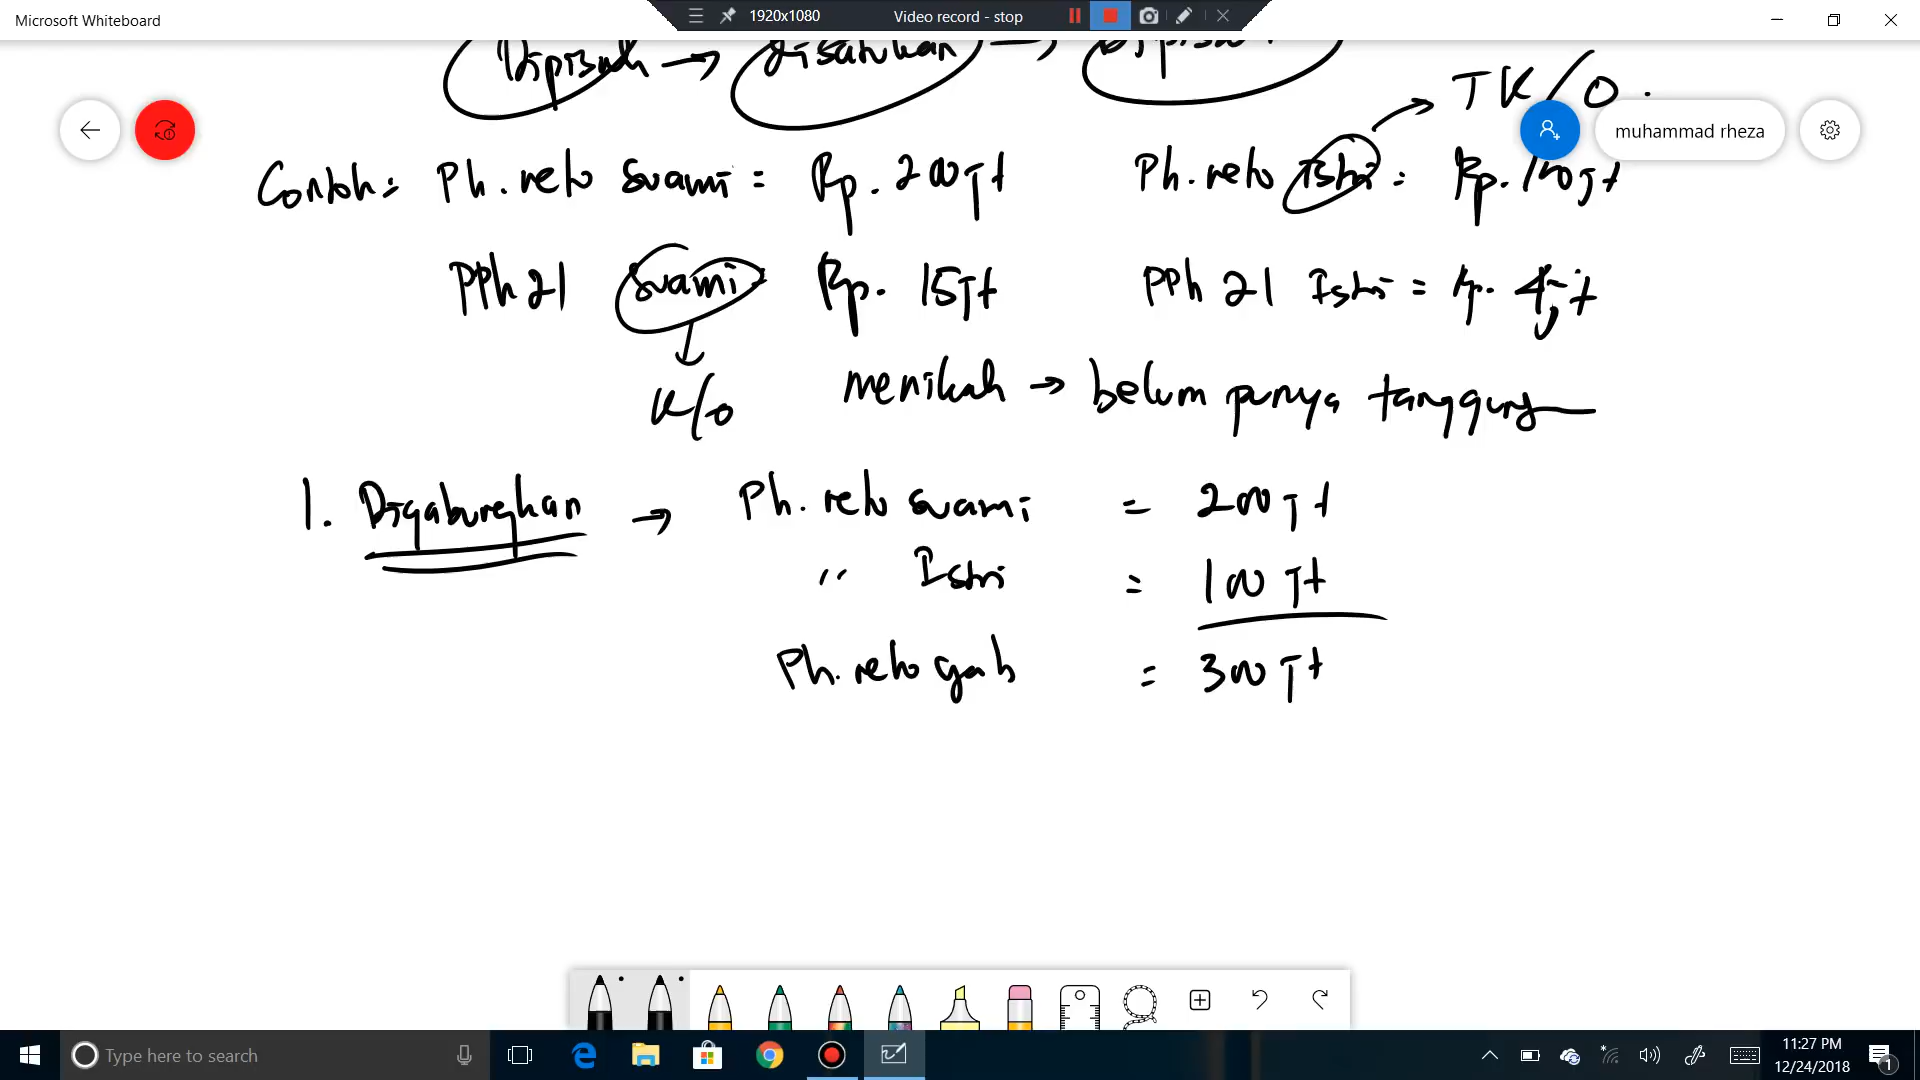 Microsoft Whiteboard
1920x1080
Video record - stop
Dipisah → disatukan →
TK/0
muhammad rheza
Contoh: Ph. neto Suami = Rp. 200 Jt Ph. neto Istri = Rp. 100 Jt
PPh 21 Suami Rp. 15 Jt PPh 21 Istri = Rp.
K/0 menikah → belum punya
1. Digabungkan → Ph. neto suami = 200 Jt
" Istri = 100 Jt
Ph. neto gab = 300 Jt
Type here to search
11:27 PM
12/24/2018
1